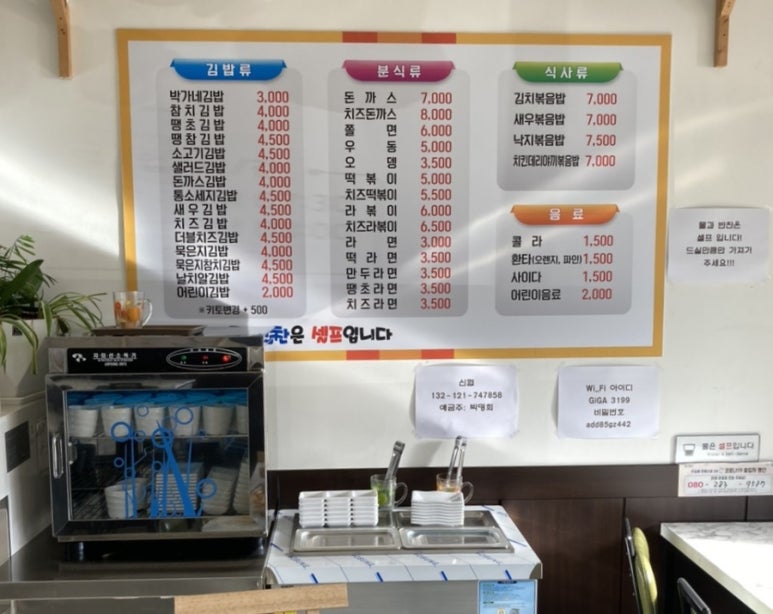 김밥류
박가네김밥 3,000
참치김밥 4,000
땡초김밥 4,000
땡참김밥 4,500
소고기김밥 4,500
샐러드김밥 4,000
돈까스김밥 4,000
통소세지김밥 4,500
새우김밥 4,500
치즈김밥 4,000
더블치즈김밥 4,500
묵은지김밥 4,000
묵은지참치김밥 4,500
날치알김밥 4,500
어린이김밥 2,000
※키토변경 + 500
분식류
돈까스 7,000
치즈돈까스 8,000
쫄면 6,000
우동 5,000
오뎅 3,500
떡볶이 5,000
치즈떡볶이 5,500
라볶이 6,000
치즈라볶이 6,500
라면 3,000
떡라면 3,500
만두라면 3,500
땡초라면 3,500
치즈라면 3,500
식사류
김치볶음밥 7,000
새우볶음밥 7,000
낙지볶음밥 7,500
치킨데리야끼볶음밥 7,000
음료
콜라 1,500
환타(오렌지, 파인) 1,500
사이다 1,500
어린이음료 2,000
찬은 셀프입니다
물과 반찬은
셀프 입니다!
드실만큼만 가져가
주세요!!!
신협
132-121-747856
예금주: 박명희
Wi_Fi 아이디
GIGA 3199
비밀번호
add85gz442
물은 셀프입니다
자외선소독기